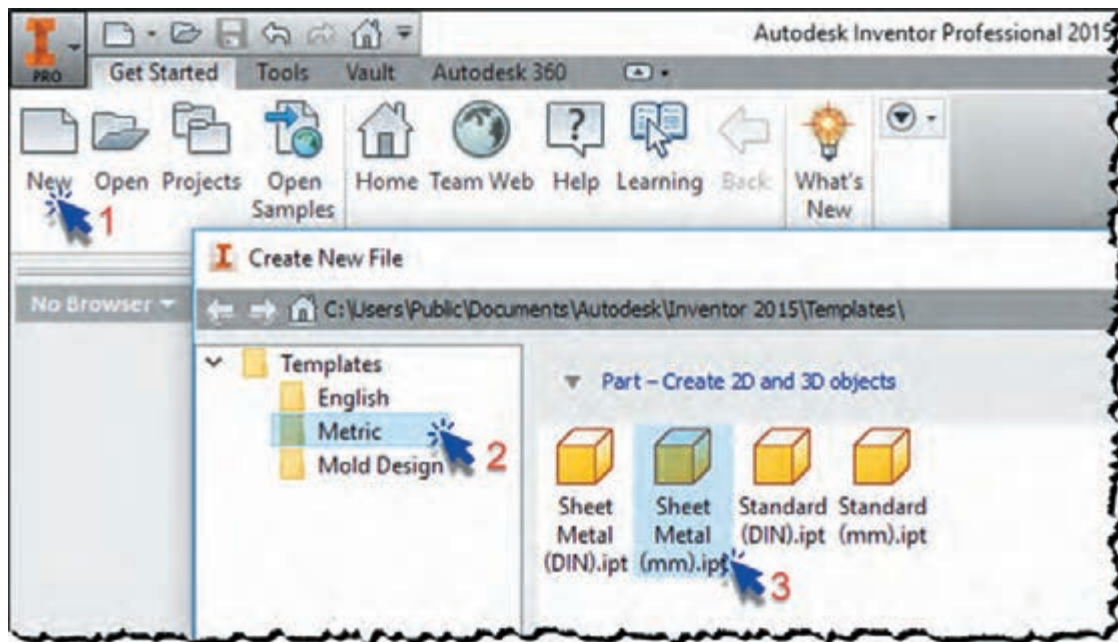 Autodesk Inventor Professional 2015
PRO
Get Started Tools Vault Autodesk 360
New Open Projects Open Samples Home Team Web Help Learning Back What's New
1
Create New File
No Browser
C:\Users\Public\Documents\Autodesk\Inventor 2015\Templates\
Templates
English
Metric
Mold Design
2
Part – Create 2D and 3D objects
Sheet Metal (DIN).ipt
Sheet Metal (mm).ipt
Standard (DIN).ipt
Standard (mm).ipt
3